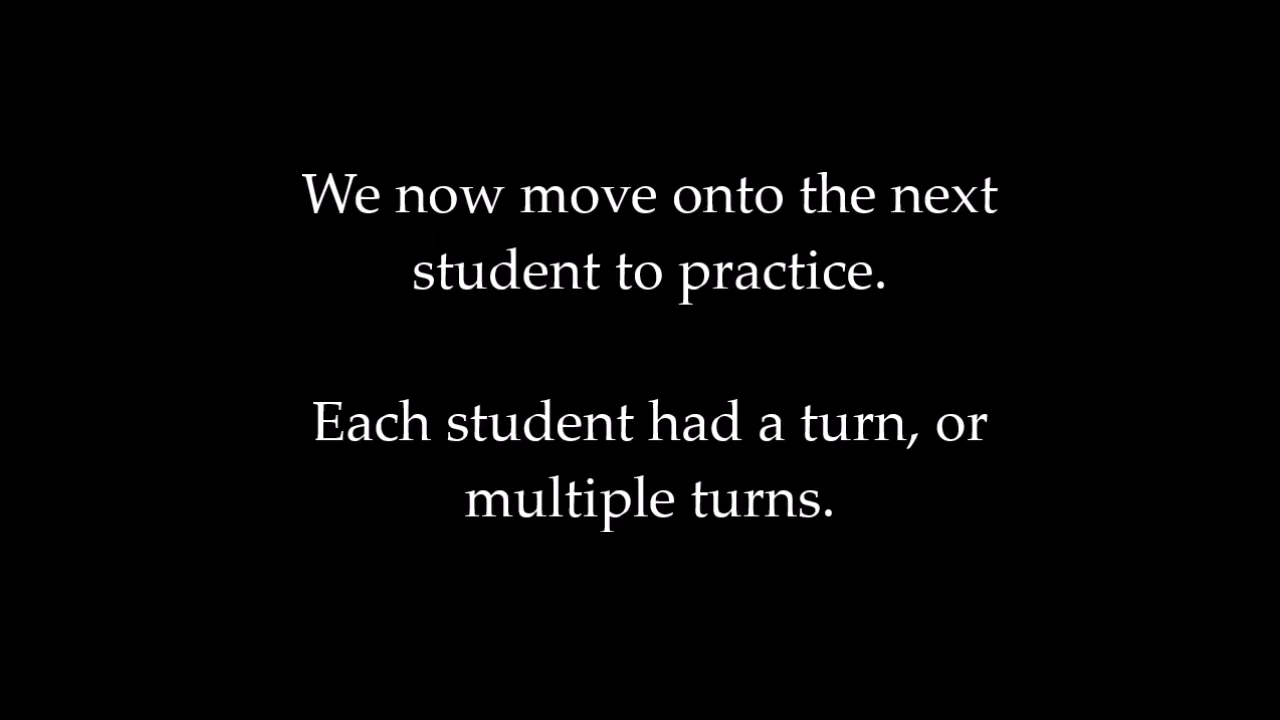 We now move onto the next
student to practice.
Each student had a turn, or
multiple turns.